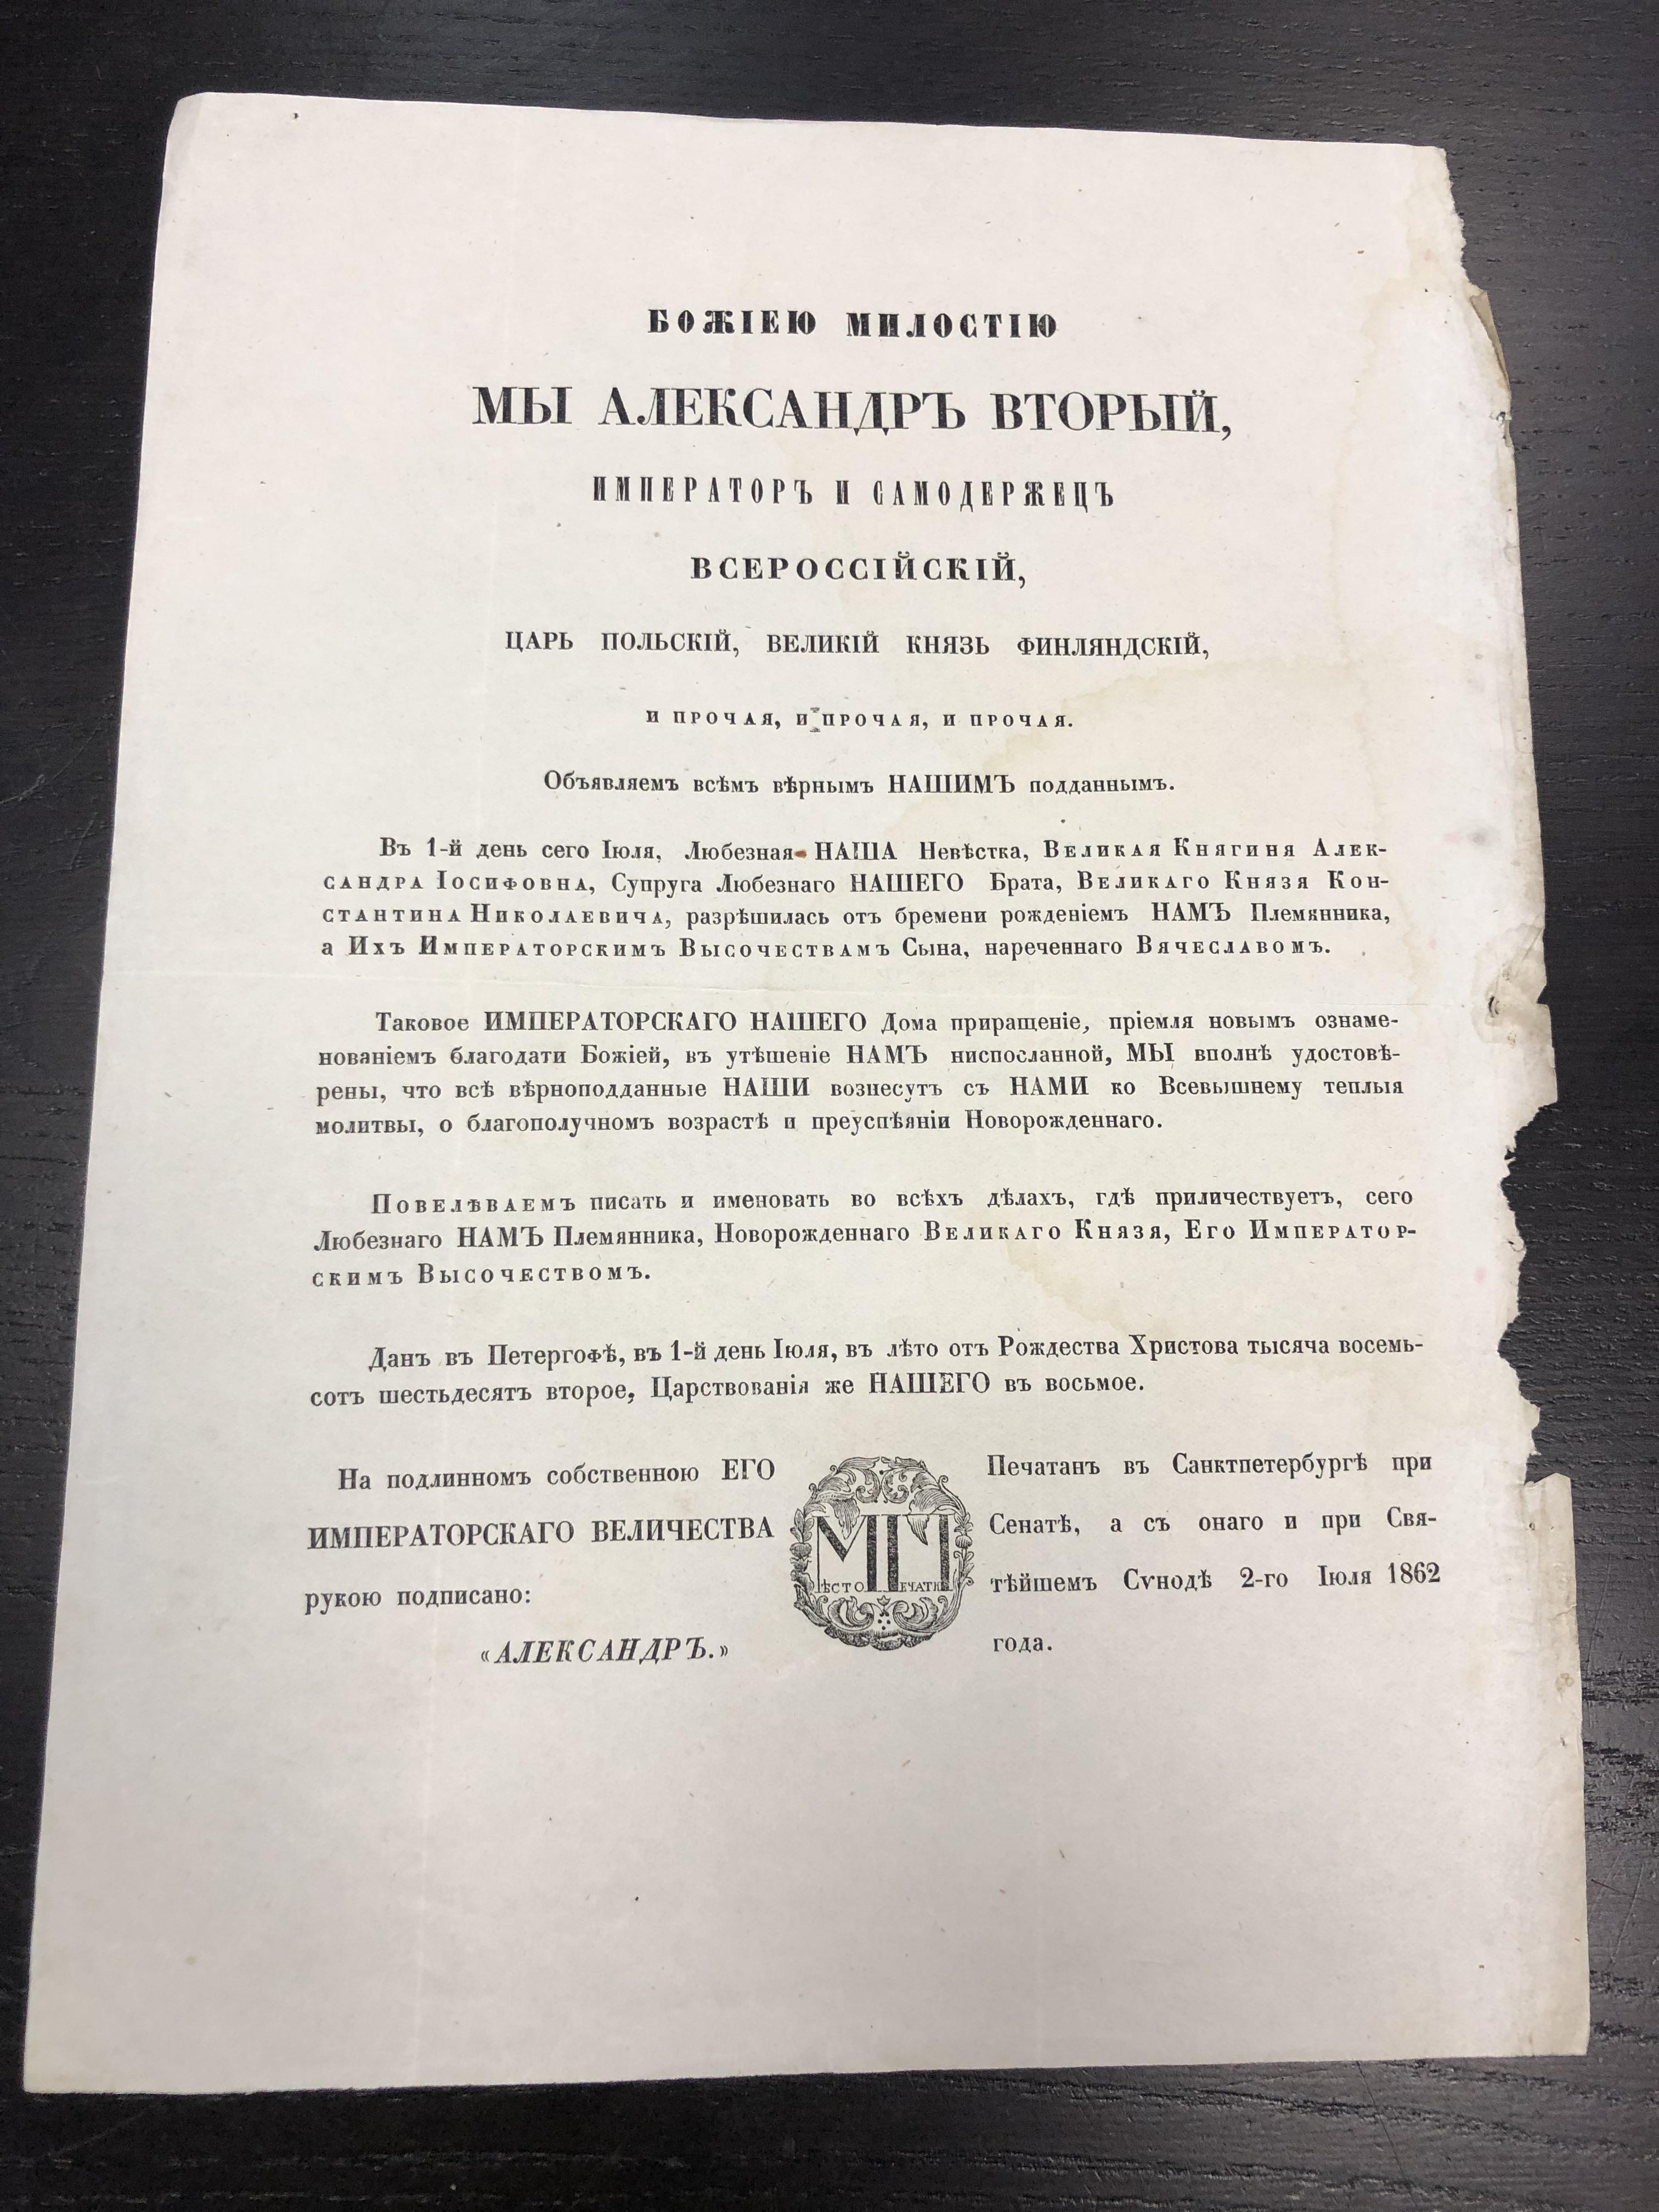 БОЖІЕЮ МИЛОСТІЮ
МЫ АЛЕКСАНДРЪ ВТОРЫЙ,
ИМПЕРАТОРЪ И САМОДЕРЖЕЦЪ
ВСЕРОССІЙСКІЙ,
ЦАРЬ ПОЛЬСКІЙ, ВЕЛИКІЙ КНЯЗЬ ФИНЛЯНДСКІЙ,
И ПРОЧАЯ, И ПРОЧАЯ, И ПРОЧАЯ.
Объявляемъ всѣмъ вѣрнымъ НАШИМЪ подданнымъ.
Въ 1-й день сего Іюля, Любезная НАША Невѣстка, Великая Княгиня Алек-
сандра Іосифовна, Супруга Любезнаго НАШЕГО Брата, Великаго Князя Кон-
стантина Николаевича, разрѣшилась отъ бремени рожденіемъ НАМЪ Племянника,
а Ихъ Императорскимъ Высочествамъ Сына, нареченнаго Вячеславомъ.
Таковое ИМПЕРАТОРСКАГО НАШЕГО Дома приращеніе, пріемля новымъ ознаме-
нованіемъ благодати Божіей, въ утѣшеніе НАМЪ ниспосланной, МЫ вполнѣ удостовѣ-
рены, что всѣ вѣрноподданные НАШИ вознесутъ съ НАМИ ко Всевышнему теплыя
молитвы, о благополучномъ возрастѣ и преуспѣяніи Новорожденнаго.
Повелѣваемъ писать и именовать во всѣхъ дѣлахъ, гдѣ приличествуетъ, сего
Любезнаго НАМЪ Племянника, Новорожденнаго Великаго Князя, Его Император-
скимъ Высочествомъ.
Данъ въ Петергофѣ, въ 1-й день Іюля, въ лѣто отъ Рождества Христова тысяча восемь-
сотъ шестьдесятъ второе, Царствованія же НАШЕГО въ восьмое.
На подлинномъ собственною ЕГО
ИМПЕРАТОРСКАГО ВЕЛИЧЕСТВА
рукою подписано:
«АЛЕКСАНДРЪ.»
МѢСТО ПЕЧАТИ
Печатанъ въ Санктпетербургѣ при
Сенатѣ, а съ онаго и при Свя-
тѣйшемъ Сѵнодѣ 2-го Іюля 1862
года.